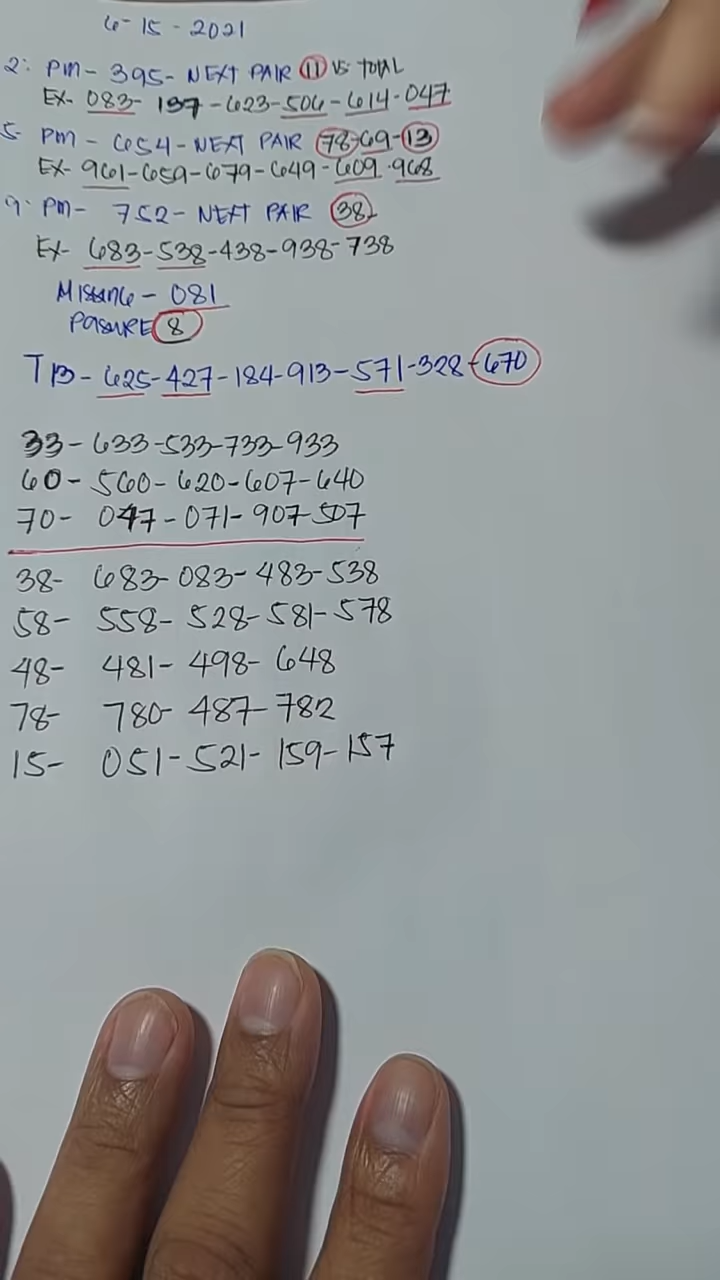 6-15-2021
2: PM - 395 - NEXT PAIR 11 VS TOTAL
EX- 083- 137 -623-506-614-047
5- PM - 654 - NEXT PAIR 78-69-13
EX- 961-659-679-649-609-968
9: PM- 752- NEXT PAIR 38
EX- 683-538-438-938-738
MISSING - 081
PASURE 8
TB- 625-427-184-913-571-328-670
33- 633-533-733-933
60- 560-620-607-640
70- 047-071-907-507
38- 683-083-483-538
58- 558-528-581-578
48- 481-498-648
78- 780-487-782
15- 051-521-159-157